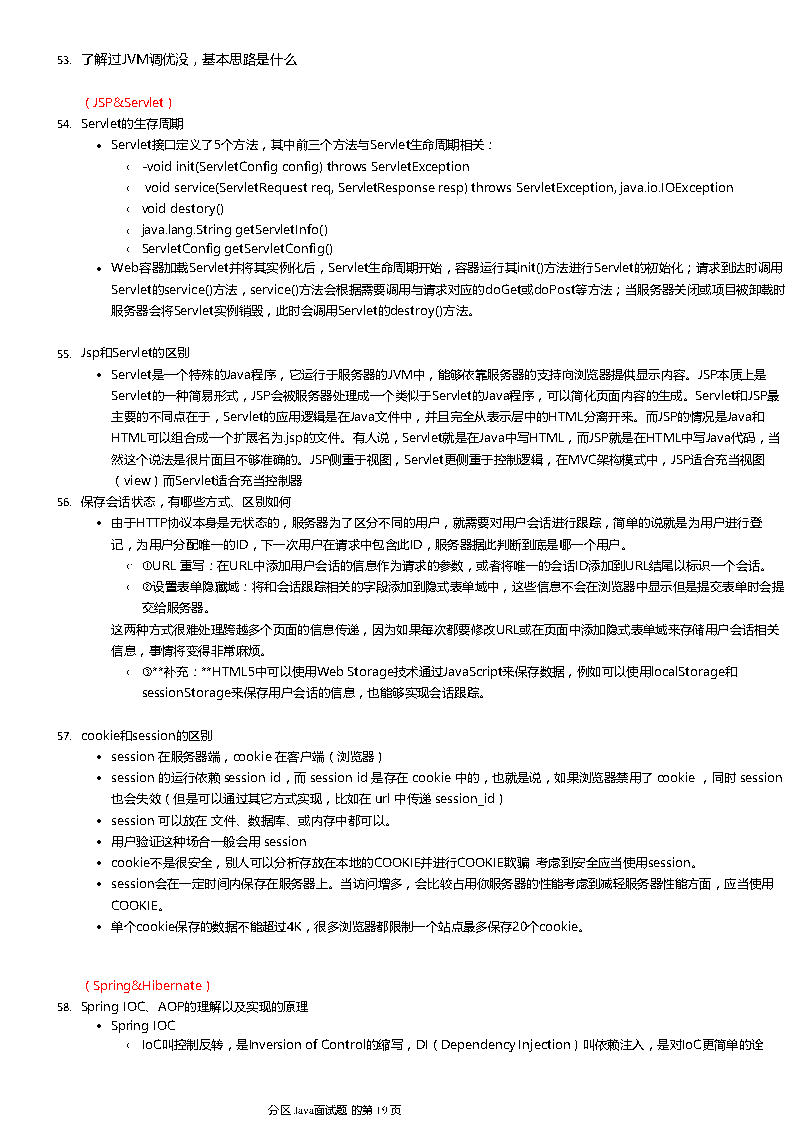 53. 了解过JVM调优没，基本思路是什么
（JSP&Servlet）
54. Servlet的生存周期
• Servlet接口定义了5个方法，其中前三个方法与Servlet生命周期相关：
‹ -void init(ServletConfig config) throws ServletException
‹ void service(ServletRequest req, ServletResponse resp) throws ServletException, java.io.IOException
‹ void destory()
‹ java.lang.String getServletInfo()
‹ ServletConfig getServletConfig()
• Web容器加载Servlet并将其实例化后，Servlet生命周期开始，容器运行其init()方法进行Servlet的初始化；请求到达时调用
Servlet的service()方法，service()方法会根据需要调用与请求对应的doGet或doPost等方法；当服务器关闭或项目被卸载时
服务器会将Servlet实例销毁，此时会调用Servlet的destroy()方法。
55. Jsp和Servlet的区别
• Servlet是一个特殊的Java程序，它运行于服务器的JVM中，能够依靠服务器的支持向浏览器提供显示内容。JSP本质上是
Servlet的一种简易形式，JSP会被服务器处理成一个类似于Servlet的Java程序，可以简化页面内容的生成。Servlet和JSP最
主要的不同点在于，Servlet的应用逻辑是在Java文件中，并且完全从表示层中的HTML分离开来。而JSP的情况是Java和
HTML可以组合成一个扩展名为.jsp的文件。有人说，Servlet就是在Java中写HTML，而JSP就是在HTML中写Java代码，当
然这个说法是很片面且不够准确的。JSP侧重于视图，Servlet更侧重于控制逻辑，在MVC架构模式中，JSP适合充当视图
（view）而Servlet适合充当控制器
56. 保存会话状态，有哪些方式、区别如何
• 由于HTTP协议本身是无状态的，服务器为了区分不同的用户，就需要对用户会话进行跟踪，简单的说就是为用户进行登
记，为用户分配唯一的ID，下一次用户在请求中包含此ID，服务器据此判断到底是哪一个用户。
‹ ①URL 重写：在URL中添加用户会话的信息作为请求的参数，或者将唯一的会话ID添加到URL结尾以标识一个会话。
‹ ②设置表单隐藏域：将和会话跟踪相关的字段添加到隐式表单域中，这些信息不会在浏览器中显示但是提交表单时会提
交给服务器。
这两种方式很难处理跨越多个页面的信息传递，因为如果每次都要修改URL或在页面中添加隐式表单域来存储用户会话相关
信息，事情将变得非常麻烦。
‹ ③**补充：**HTML5中可以使用Web Storage技术通过JavaScript来保存数据，例如可以使用localStorage和
sessionStorage来保存用户会话的信息，也能够实现会话跟踪。
57. cookie和session的区别
• session 在服务器端，cookie 在客户端（浏览器）
• session 的运行依赖 session id，而 session id 是存在 cookie 中的，也就是说，如果浏览器禁用了 cookie ，同时 session
也会失效（但是可以通过其它方式实现，比如在 url 中传递 session_id）
• session 可以放在 文件、数据库、或内存中都可以。
• 用户验证这种场合一般会用 session
• cookie不是很安全，别人可以分析存放在本地的COOKIE并进行COOKIE欺骗 考虑到安全应当使用session。
• session会在一定时间内保存在服务器上。当访问增多，会比较占用你服务器的性能考虑到减轻服务器性能方面，应当使用
COOKIE。
• 单个cookie保存的数据不能超过4K，很多浏览器都限制一个站点最多保存20个cookie。
（Spring&Hibernate）
58. Spring IOC、AOP的理解以及实现的原理
• Spring IOC
‹ IoC叫控制反转，是Inversion of Control的缩写，DI（Dependency Injection）叫依赖注入，是对IoC更简单的诠
分区 Java面试题 的第 19 页